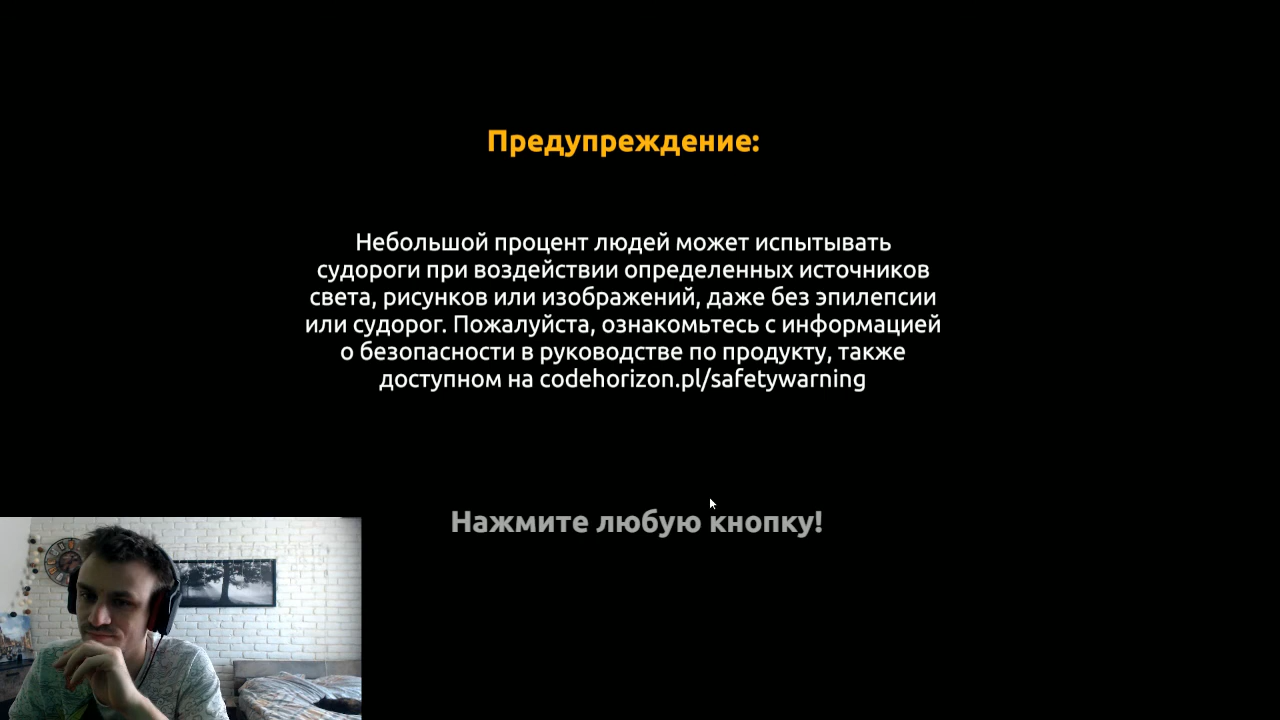 Предупреждение:
Небольшой процент людей может испытывать
судороги при воздействии определенных источников
света, рисунков или изображений, даже без эпилепсии
или судорог. Пожалуйста, ознакомьтесь с информацией
о безопасности в руководстве по продукту, также
доступном на codehorizon.pl/safetywarning
Нажмите любую кнопку!